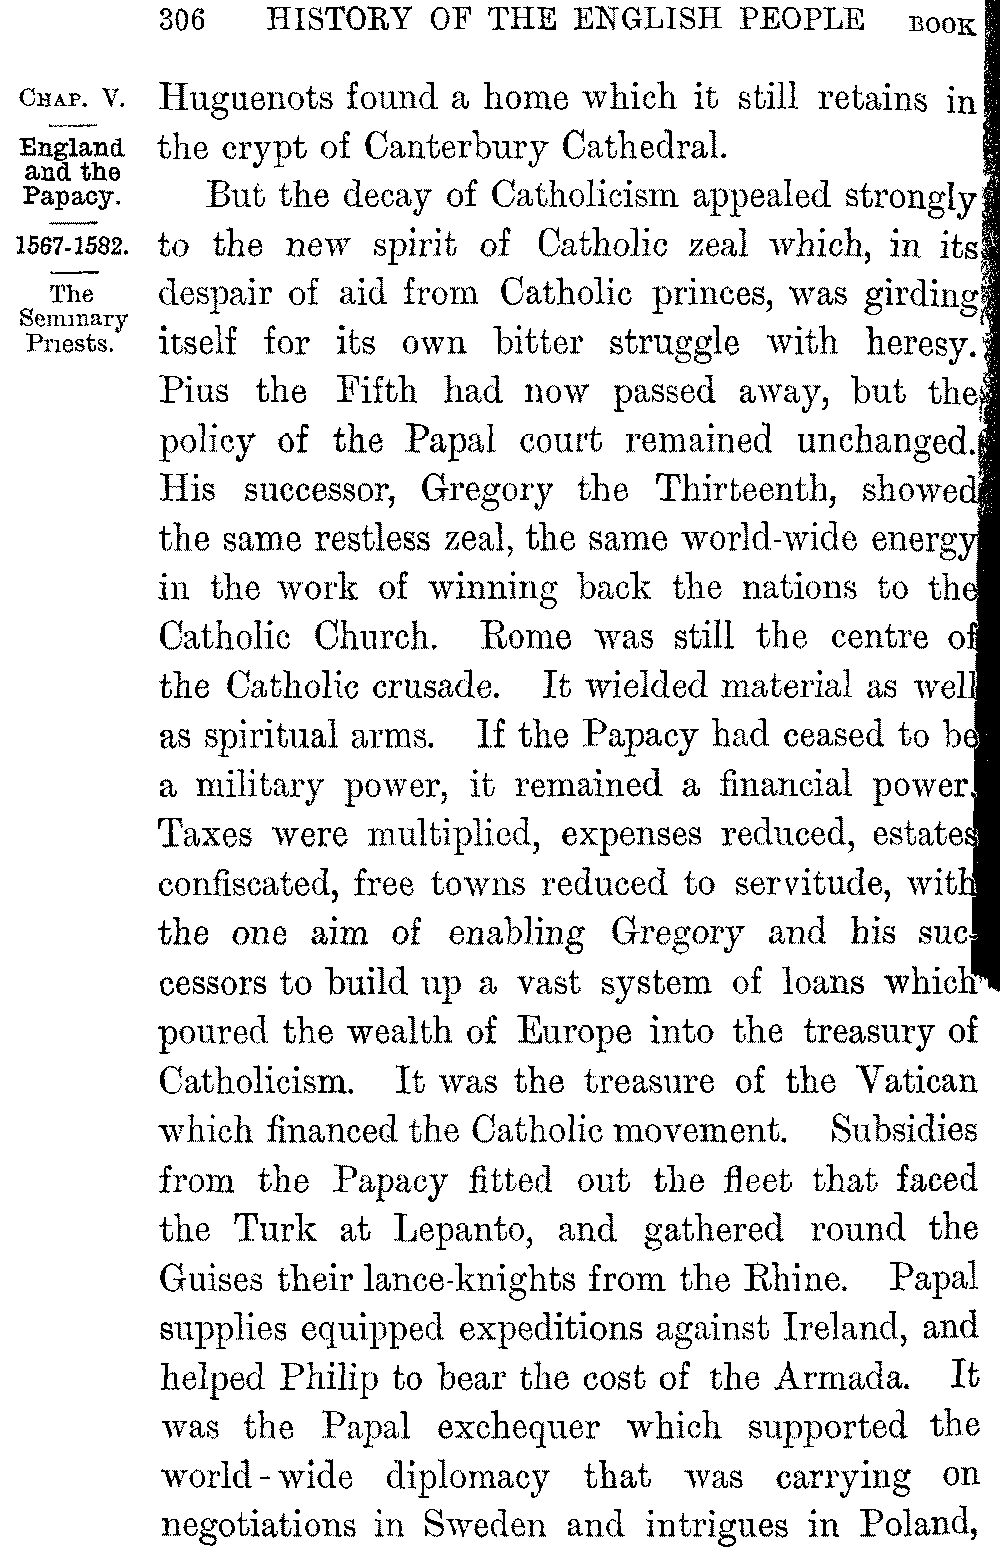 306 HISTORY OF THE ENGLISH PEOPLE BOOK
CHAP. V.
England
and the
Papacy.
1567-1582.
The
Seminary
Priests.
Huguenots found a home which it still retains in
the crypt of Canterbury Cathedral.
But the decay of Catholicism appealed strongly
to the new spirit of Catholic zeal which, in its
despair of aid from Catholic princes, was girding
itself for its own bitter struggle with heresy.
Pius the Fifth had now passed away, but the
policy of the Papal court remained unchanged.
His successor, Gregory the Thirteenth, showed
the same restless zeal, the same world-wide energy
in the work of winning back the nations to the
Catholic Church. Rome was still the centre of
the Catholic crusade. It wielded material as well
as spiritual arms. If the Papacy had ceased to be
a military power, it remained a financial power.
Taxes were multiplied, expenses reduced, estates
confiscated, free towns reduced to servitude, with
the one aim of enabling Gregory and his suc-
cessors to build up a vast system of loans which
poured the wealth of Europe into the treasury of
Catholicism. It was the treasure of the Vatican
which financed the Catholic movement. Subsidies
from the Papacy fitted out the fleet that faced
the Turk at Lepanto, and gathered round the
Guises their lance-knights from the Rhine. Papal
supplies equipped expeditions against Ireland, and
helped Philip to bear the cost of the Armada. It
was the Papal exchequer which supported the
world-wide diplomacy that was carrying on
negotiations in Sweden and intrigues in Poland,